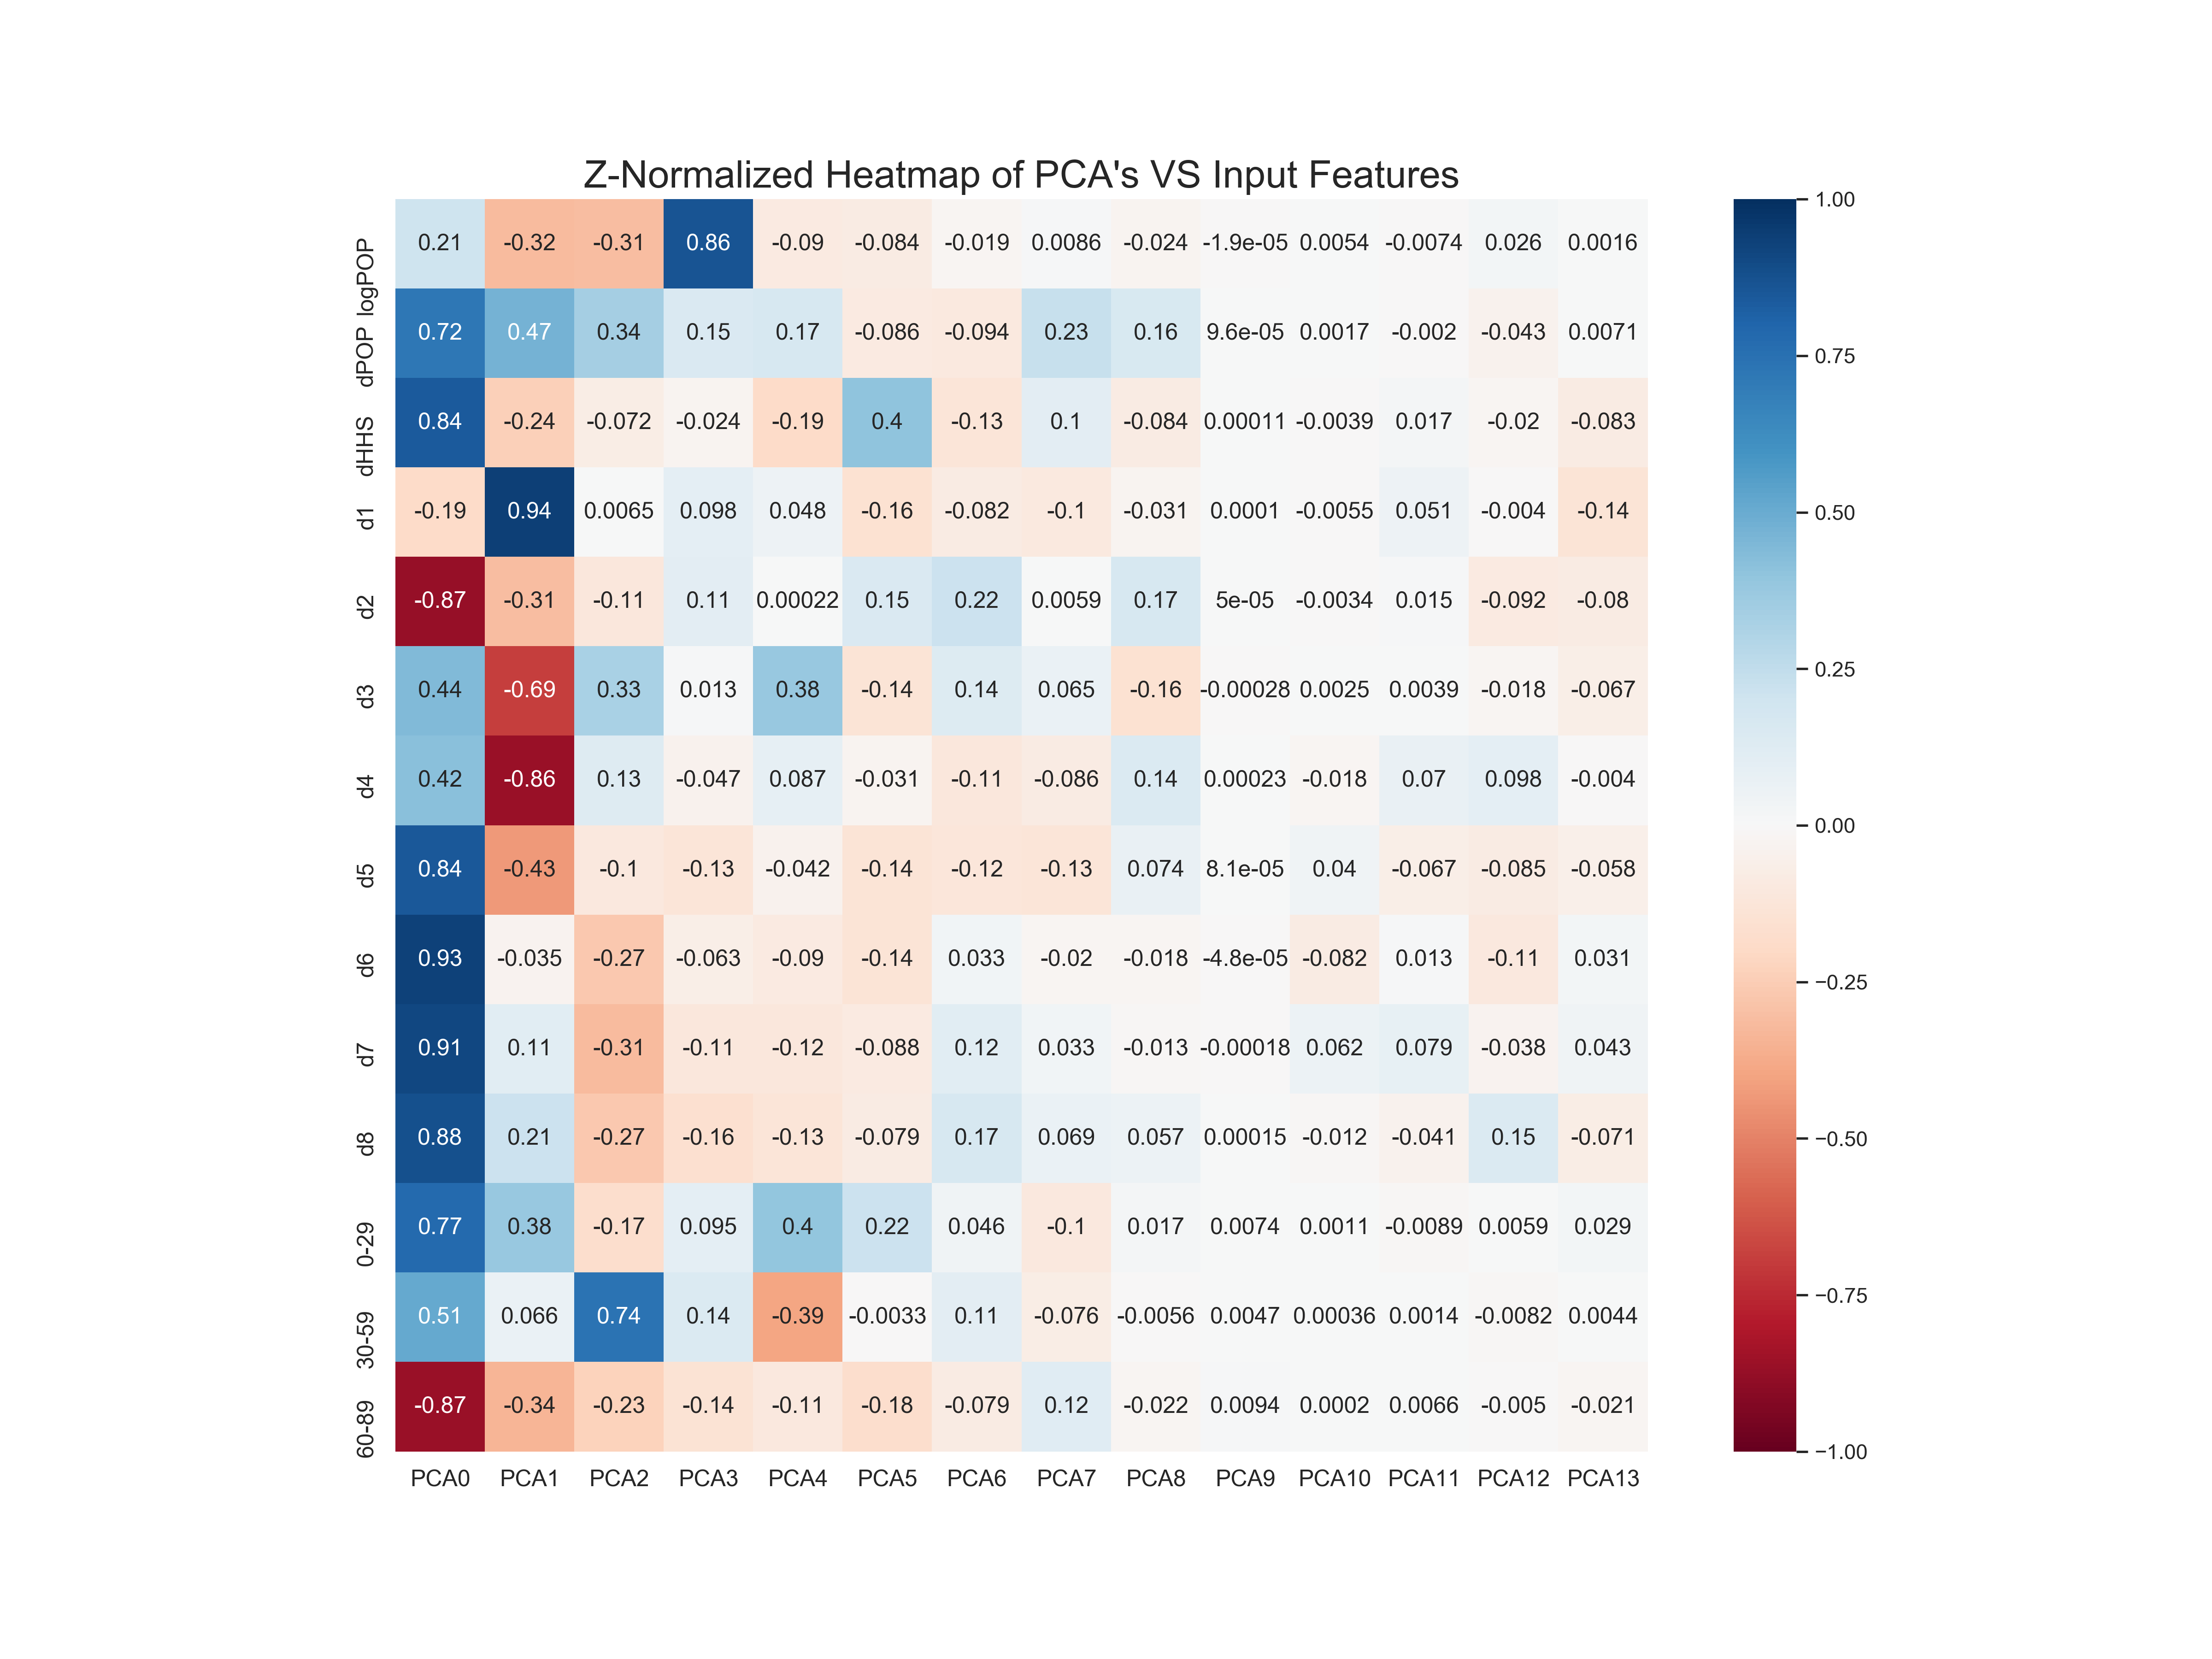 Z-Normalized Heatmap of PCA's VS Input Features
logPOP 0.21 -0.32 -0.31 0.86 -0.09 -0.084 -0.019 0.0086 -0.024 -1.9e-05 0.0054 -0.0074 0.026 0.0016
dPOP 0.72 0.47 0.34 0.15 0.17 -0.086 -0.094 0.23 0.16 9.6e-05 0.0017 -0.002 -0.043 0.0071
dHHS 0.84 -0.24 -0.072 -0.024 -0.19 0.4 -0.13 0.1 -0.084 0.00011 -0.0039 0.017 -0.02 -0.083
d1 -0.19 0.94 0.0065 0.098 0.048 -0.16 -0.082 -0.1 -0.031 0.0001 -0.0055 0.051 -0.004 -0.14
d2 -0.87 -0.31 -0.11 0.11 0.00022 0.15 0.22 0.0059 0.17 5e-05 -0.0034 0.015 -0.092 -0.08
d3 0.44 -0.69 0.33 0.013 0.38 -0.14 0.14 0.065 -0.16 -0.00028 0.0025 0.0039 -0.018 -0.067
d4 0.42 -0.86 0.13 -0.047 0.087 -0.031 -0.11 -0.086 0.14 0.00023 -0.018 0.07 0.098 -0.004
d5 0.84 -0.43 -0.1 -0.13 -0.042 -0.14 -0.12 -0.13 0.074 8.1e-05 0.04 -0.067 -0.085 -0.058
d6 0.93 -0.035 -0.27 -0.063 -0.09 -0.14 0.033 -0.02 -0.018 -4.8e-05 -0.082 0.013 -0.11 0.031
d7 0.91 0.11 -0.31 -0.11 -0.12 -0.088 0.12 0.033 -0.013 -0.00018 0.062 0.079 -0.038 0.043
d8 0.88 0.21 -0.27 -0.16 -0.13 -0.079 0.17 0.069 0.057 0.00015 -0.012 -0.041 0.15 -0.071
0-29 0.77 0.38 -0.17 0.095 0.4 0.22 0.046 -0.1 0.017 0.0074 0.0011 -0.0089 0.0059 0.029
30-59 0.51 0.066 0.74 0.14 -0.39 -0.0033 0.11 -0.076 -0.0056 0.0047 0.00036 0.0014 -0.0082 0.0044
60-89 -0.87 -0.34 -0.23 -0.14 -0.11 -0.18 -0.079 0.12 -0.022 0.0094 0.0002 0.0066 -0.005 -0.021
PCA0 PCA1 PCA2 PCA3 PCA4 PCA5 PCA6 PCA7 PCA8 PCA9 PCA10 PCA11 PCA12 PCA13
1.00
0.75
0.50
0.25
0.00
−0.25
−0.50
−0.75
−1.00